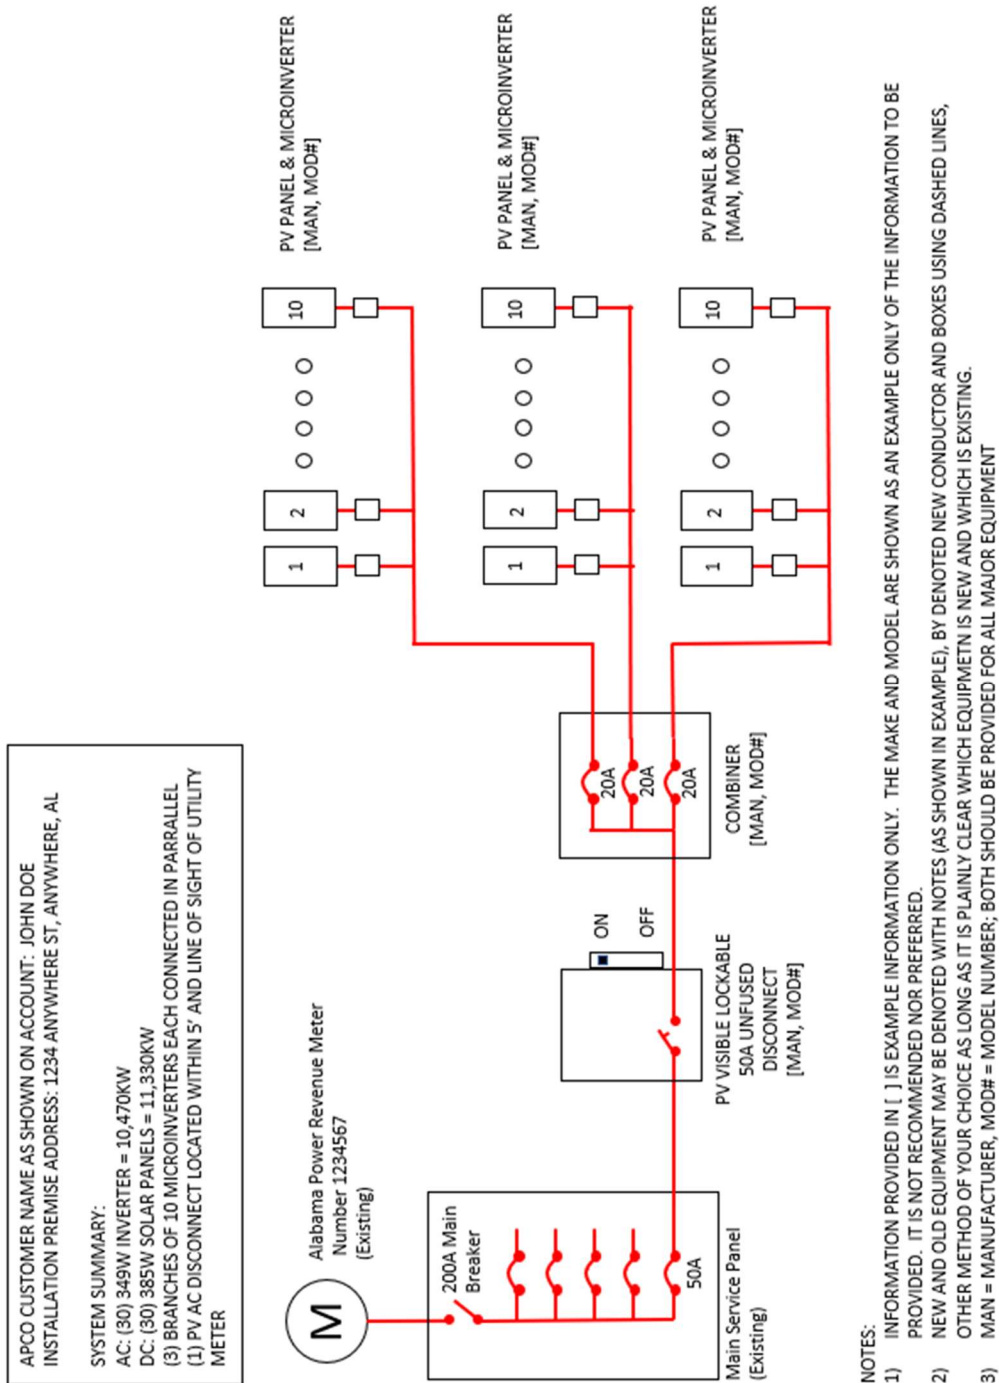 APCO CUSTOMER NAME AS SHOWN ON ACCOUNT: JOHN DOE
INSTALLATION PREMISE ADDRESS: 1234 ANYWHERE ST, ANYWHERE, AL
SYSTEM SUMMARY:
AC: (30) 349W INVERTER = 10,470KW
DC: (30) 385W SOLAR PANELS = 11,330KW
(3) BRANCHES OF 10 MICROINVERTERS EACH CONNECTED IN PARRALLEL
(1) PV AC DISCONNECT LOCATED WITHIN 5' AND LINE OF SIGHT OF UTILITY
METER
M
Alabama Power Revenue Meter
Number 1234567
(Existing)
200A Main
Breaker
50A
Main Service Panel
(Existing)
ON
OFF
PV VISIBLE LOCKABLE
50A UNFUSED
DISCONNECT
[MAN, MOD#]
20A
20A
20A
COMBINER
[MAN, MOD#]
1
2
10
PV PANEL & MICROINVERTER
[MAN, MOD#]
1
2
10
PV PANEL & MICROINVERTER
[MAN, MOD#]
1
2
10
PV PANEL & MICROINVERTER
[MAN, MOD#]
NOTES:
1) INFORMATION PROVIDED IN [ ] IS EXAMPLE INFORMATION ONLY. THE MAKE AND MODEL ARE SHOWN AS AN EXAMPLE ONLY OF THE INFORMATION TO BE
PROVIDED. IT IS NOT RECOMMENDED NOR PREFERRED.
2) NEW AND OLD EQUIPMENT MAY BE DENOTED WITH NOTES (AS SHOWN IN EXAMPLE), BY DENOTED NEW CONDUCTOR AND BOXES USING DASHED LINES,
OTHER METHOD OF YOUR CHOICE AS LONG AS IT IS PLAINLY CLEAR WHICH EQUIPMETN IS NEW AND WHICH IS EXISTING.
3) MAN = MANUFACTURER, MOD# = MODEL NUMBER; BOTH SHOULD BE PROVIDED FOR ALL MAJOR EQUIPMENT